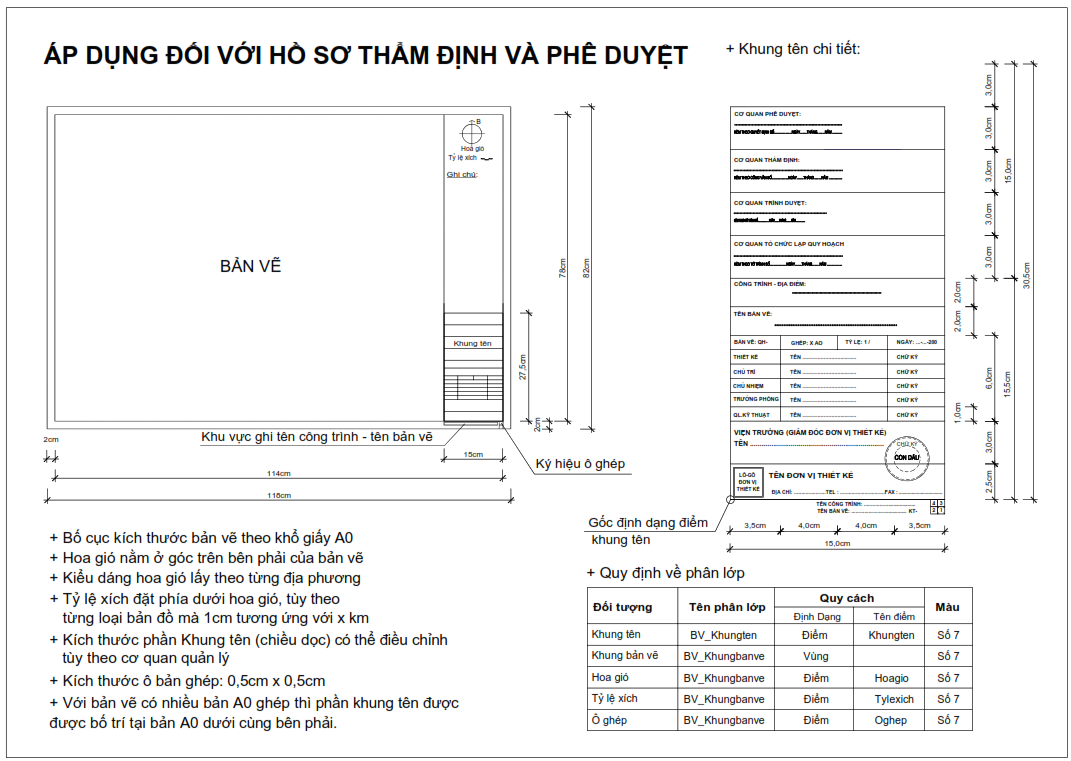 ÁP DỤNG ĐỐI VỚI HỒ SƠ THẨM ĐỊNH VÀ PHÊ DUYỆT
B
Hoa gió
Tỷ lệ xích
Ghi chú:
BẢN VẼ
Khung tên
78cm
82cm
27,5cm
2cm
2cm
Khu vực ghi tên công trình - tên bản vẽ
15cm
Ký hiệu ô ghép
114cm
118cm
+ Bố cục kích thước bản vẽ theo khổ giấy A0
+ Hoa gió nằm ở góc trên bên phải của bản vẽ
+ Kiểu dáng hoa gió lấy theo từng địa phương
+ Tỷ lệ xích đặt phía dưới hoa gió, tùy theo
từng loại bản đồ mà 1cm tương ứng với x km
+ Kích thước phần Khung tên (chiều dọc) có thể điều chỉnh
tùy theo cơ quan quản lý
+ Kích thước ô bản ghép: 0,5cm x 0,5cm
+ Với bản vẽ có nhiều bản A0 ghép thì phần khung tên được
được bố trí tại bản A0 dưới cùng bên phải.
+ Khung tên chi tiết:
CƠ QUAN PHÊ DUYỆT:
CƠ QUAN THẨM ĐỊNH:
CƠ QUAN TRÌNH DUYỆT:
CƠ QUAN TỔ CHỨC LẬP QUY HOẠCH
CÔNG TRÌNH - ĐỊA ĐIỂM:
TÊN BẢN VẼ:
BẢN VẼ: QH- GHÉP: X AO TỶ LỆ: 1 / NGÀY: ...-...-200
THIẾT KẾ TÊN .......... CHỮ KÝ
CHỦ TRÌ TÊN .......... CHỮ KÝ
CHỦ NHIỆM TÊN .......... CHỮ KÝ
TRƯỞNG PHÒNG TÊN .......... CHỮ KÝ
QL.KỸ THUẬT TÊN .......... CHỮ KÝ
VIỆN TRƯỞNG (GIÁM ĐỐC ĐƠN VỊ THIẾT KẾ)
TÊN ..........
CHỮ KÝ
CON DẤU
LÔ-GÔ
ĐƠN VỊ
THIẾT KẾ
TÊN ĐƠN VỊ THIẾT KẾ
ĐỊA CHỈ: .......... TEL : .......... FAX : ..........
TÊN CÔNG TRÌNH: ..........
TÊN BẢN VẼ: .......... KT-
4 3
2 1
3,0cm
3,0cm
3,0cm
3,0cm
3,0cm
15,0cm
30,5cm
2,0cm
2,0cm
6,0cm
15,5cm
1,0cm
3,0cm
2,5cm
Gốc định dạng điểm
khung tên
3,5cm 4,0cm 4,0cm 3,5cm
15,0cm
+ Quy định về phân lớp
Đối tượng Tên phân lớp Quy cách Màu
Định Dạng Tên điểm
Khung tên BV_Khungten Điểm Khungten Số 7
Khung bản vẽ BV_Khungbanve Vùng Số 7
Hoa gió BV_Khungbanve Điểm Hoagio Số 7
Tỷ lệ xích BV_Khungbanve Điểm Tylexich Số 7
Ô ghép BV_Khungbanve Điểm Oghep Số 7